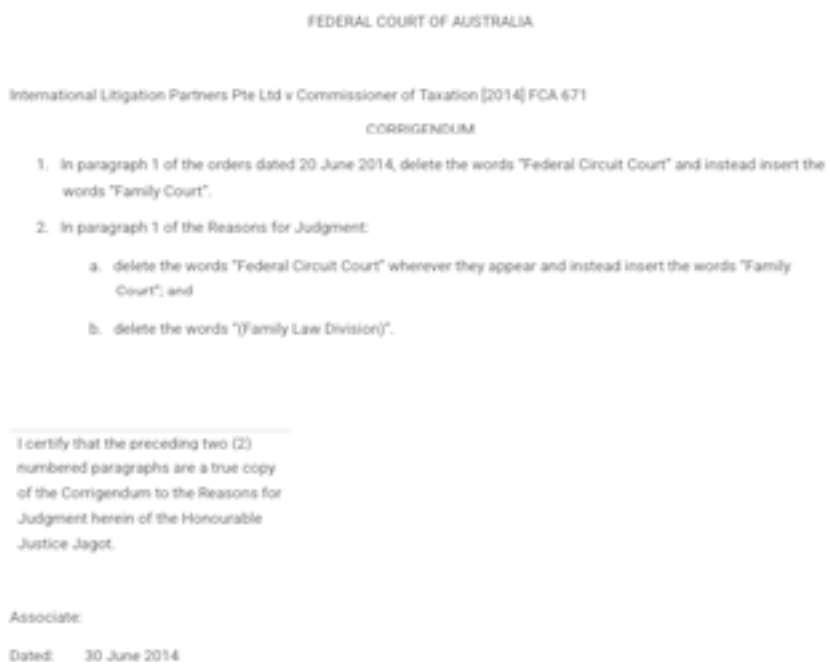 FEDERAL COURT OF AUSTRALIA
International Litigation Partners Pte Ltd v Commissioner of Taxation [2014] FCA 671
CORRIGENDUM
1. In paragraph 1 of the orders dated 20 June 2014, delete the words "Federal Circuit Court" and instead insert the
words "Family Court".
2. In paragraph 1 of the Reasons for Judgment:
a. delete the words "Federal Circuit Court" wherever they appear and instead insert the words "Family
Court"; and
b. delete the words "(Family Law Division)".
I certify that the preceding two (2)
numbered paragraphs are a true copy
of the Corrigendum to the Reasons for
Judgment herein of the Honourable
Justice Jagot.
Associate:
Dated: 30 June 2014